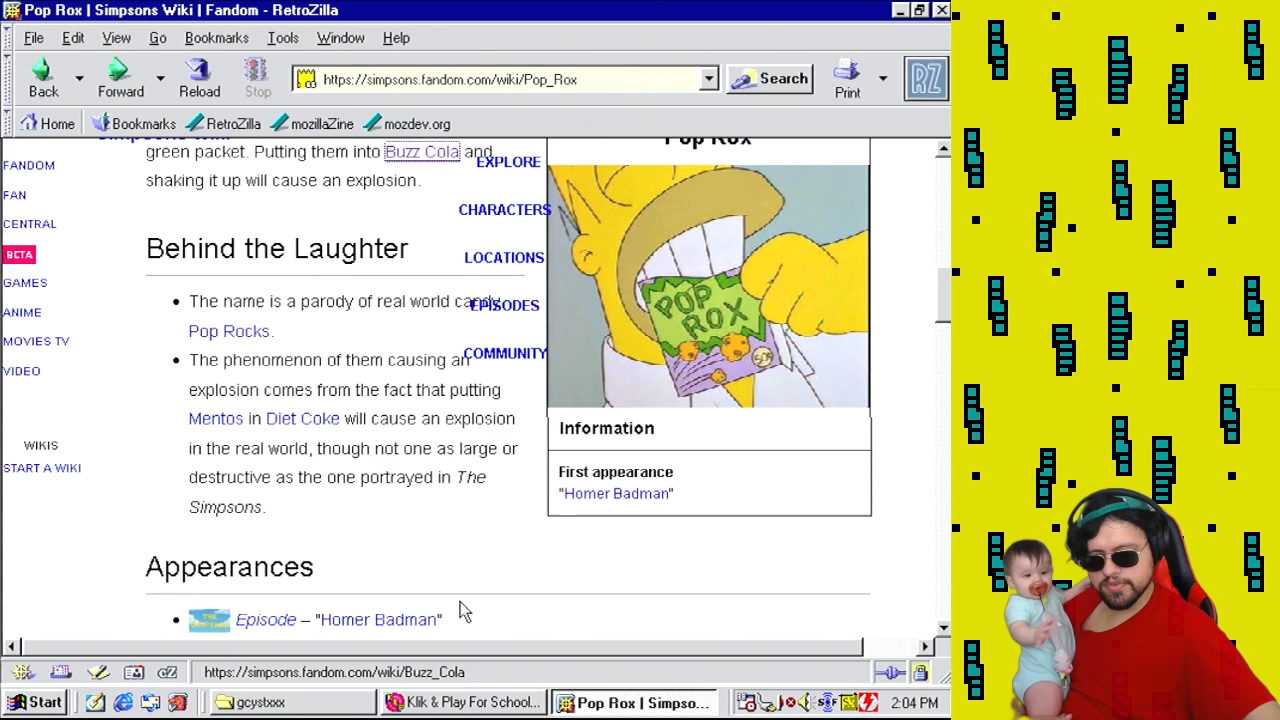 Pop Rox | Simpsons Wiki | Fandom - RetroZilla
File Edit View Go Bookmarks Tools Window Help
Back Forward Reload Stop https://simpsons.fandom.com/wiki/Pop_Rox Search Print RZ
Home Bookmarks RetroZilla mozillaZine mozdev.org
FANDOM
FAN
CENTRAL
BETA
GAMES
ANIME
MOVIES TV
VIDEO
WIKIS
START A WIKI
green packet. Putting them into Buzz Cola and
shaking it up will cause an explosion.
Behind the Laughter
The name is a parody of real world candy,
Pop Rocks.
The phenomenon of them causing an
explosion comes from the fact that putting
Mentos in Diet Coke will cause an explosion
in the real world, though not one as large or
destructive as the one portrayed in The
Simpsons.
Appearances
Episode – "Homer Badman"
EXPLORE
CHARACTERS
LOCATIONS
EPISODES
COMMUNITY
Pop Rox
POP
ROX
50¢
Information
First appearance
"Homer Badman"
https://simpsons.fandom.com/wiki/Buzz_Cola
Start gcystxxx Klik & Play For School... Pop Rox | Simpso... 2:04 PM